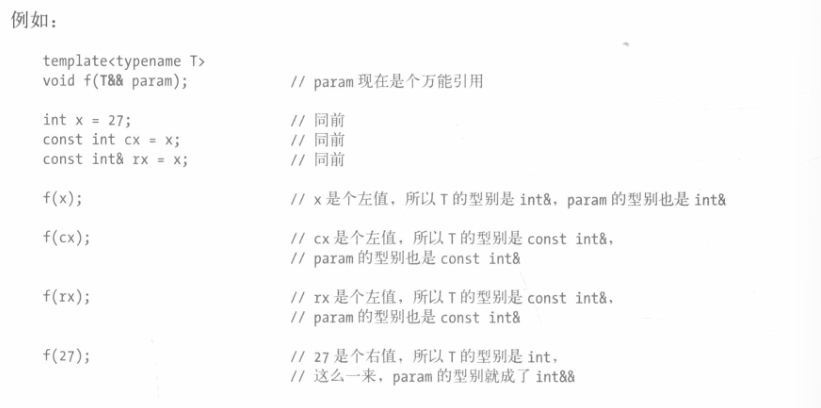 例如：
template<typename T>
void f(T&& param); // param 现在是个万能引用
int x = 27; // 同前
const int cx = x; // 同前
const int& rx = x; // 同前
f(x); // x 是个左值，所以 T 的型别是 int&，param 的型别也是 int&
f(cx); // cx 是个左值，所以 T 的型别是 const int&，
// param 的型别也是 const int&
f(rx); // rx 是个左值，所以 T 的型别是 const int&，
// param 的型别也是 const int&
f(27); // 27 是个右值，所以 T 的型别是 int，
// 这么一来，param 的型别就成了 int&&